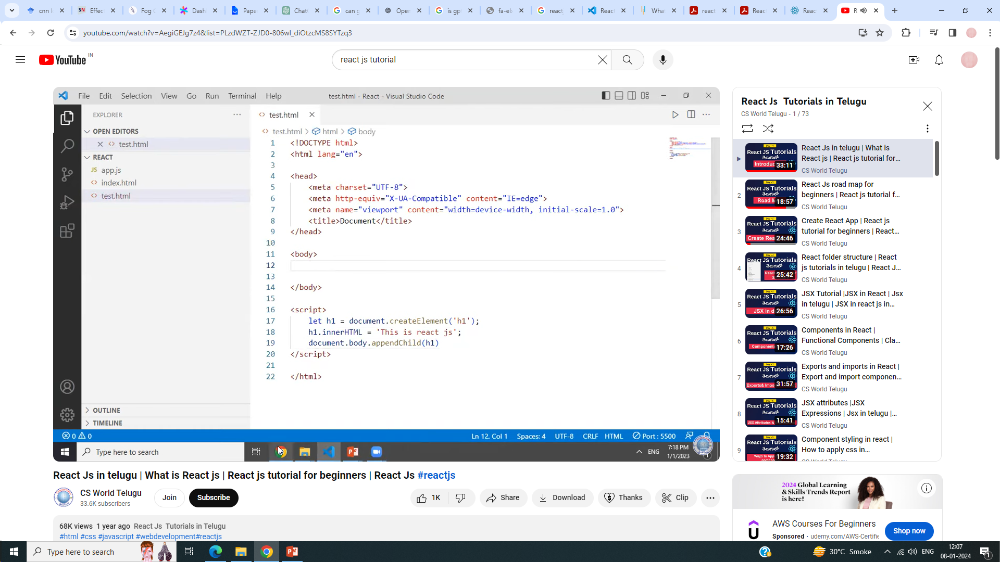 cnn l
Effect
Fog C
Dash
Pape
ChatG
can g
Open
is gp
fa-ele
react
React
Wha
react
Reac
Reac
R
youtube.com/watch?v=AegiGEJg7z4&list=PLzdWZT-ZJD0-806wl_diOtzcMS8SYTzq3
YouTube IN
react js tutorial
File Edit Selection View Go Run Terminal Help
test.html - React - Visual Studio Code
EXPLORER
OPEN EDITORS
test.html
REACT
JS app.js
index.html
test.html
OUTLINE
TIMELINE
test.html
test.html > html > body
1 <!DOCTYPE html>
2 <html lang="en">
3
4 <head>
5 <meta charset="UTF-8">
6 <meta http-equiv="X-UA-Compatible" content="IE=edge">
7 <meta name="viewport" content="width=device-width, initial-scale=1.0">
8 <title>Document</title>
9 </head>
10
11 <body>
12
13
14 </body>
15
16 <script>
17 let h1 = document.createElement('h1');
18 h1.innerHTML = 'This is react js';
19 document.body.appendChild(h1)
20 </script>
21
22 </html>
0 0
Ln 12, Col 1 Spaces: 4 UTF-8 CRLF HTML Port : 5500
Type here to search
ENG
7:18 PM
1/1/2023
React Js in telugu | What is React js | React js tutorial for beginners | React Js #reactjs
CS World Telugu
33.6K subscribers
Join
Subscribe
1K
Share
Download
Thanks
Clip
68K views 1 year ago React Js Tutorials in Telugu
#html #css #javascript #webdevelopment#reactjs
React Js Tutorials in Telugu
CS World Telugu - 1 / 73
React JS Tutorials
తెలుగులో
33:11
React Js in telugu | What is
React js | React js tutorial for...
CS World Telugu
2
React JS Tutorials
తెలుగులో
18:57
React Js road map for
beginners | React js tutorial f...
CS World Telugu
3
React JS Tutorials
తెలుగులో
Create Rea
24:46
Create React App | React js
tutorial for beginners | React...
CS World Telugu
4
React JS Tutorials
తెలుగులో
25:42
React folder structure | React
js tutorials in telugu | React J...
CS World Telugu
5
React JS Tutorials
తెలుగులో
JSX in d
26:56
JSX Tutorial |JSX in React | Jsx
in telugu | JSX in react js in...
CS World Telugu
6
React JS Tutorials
తెలుగులో
17:26
Components in React |
Functional Components | Cla...
CS World Telugu
7
React JS Tutorials
తెలుగులో
Exports& Impo
31:57
Exports and imports in React |
Export and import componen...
CS World Telugu
8
React JS Tutorials
తెలుగులో
JSX Attributes &
15:41
JSX attributes |JSX
Expressions | Jsx in telugu |...
CS World Telugu
9
React JS Tutorials
తెలుగులో
19:32
Component styling in react |
How to apply css in...
CS World Telugu
2024 Global Learning
& Skills Trends Report
is here!
AWS Courses For Beginners
Sponsored · udemy.com/AWS-Certifie
Shop now
Type here to search
30°C Smoke
ENG
12:07
08-01-2024
1